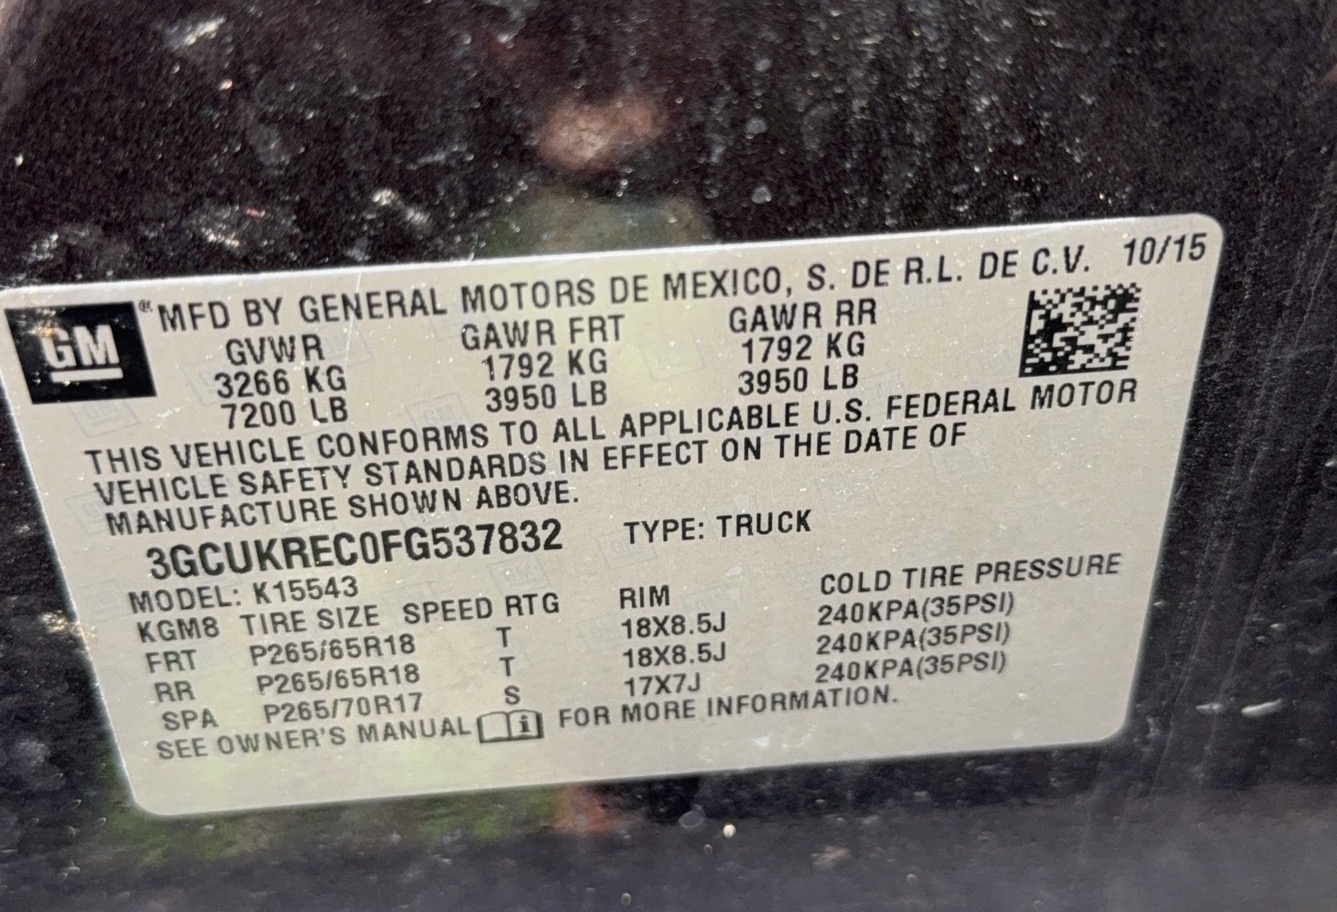 GM
® MFD BY GENERAL MOTORS DE MEXICO, S. DE R.L. DE C.V. 10/15
GVWR GAWR FRT GAWR RR
3266 KG 1792 KG 1792 KG
7200 LB 3950 LB 3950 LB
THIS VEHICLE CONFORMS TO ALL APPLICABLE U.S. FEDERAL MOTOR
VEHICLE SAFETY STANDARDS IN EFFECT ON THE DATE OF
MANUFACTURE SHOWN ABOVE.
3GCUKREC0FG537832 TYPE: TRUCK
MODEL: K15543
KGM8 TIRE SIZE SPEED RTG RIM COLD TIRE PRESSURE
FRT P265/65R18 T 18X8.5J 240KPA(35PSI)
RR P265/65R18 T 18X8.5J 240KPA(35PSI)
SPA P265/70R17 S 17X7J 240KPA(35PSI)
SEE OWNER'S MANUAL i FOR MORE INFORMATION.